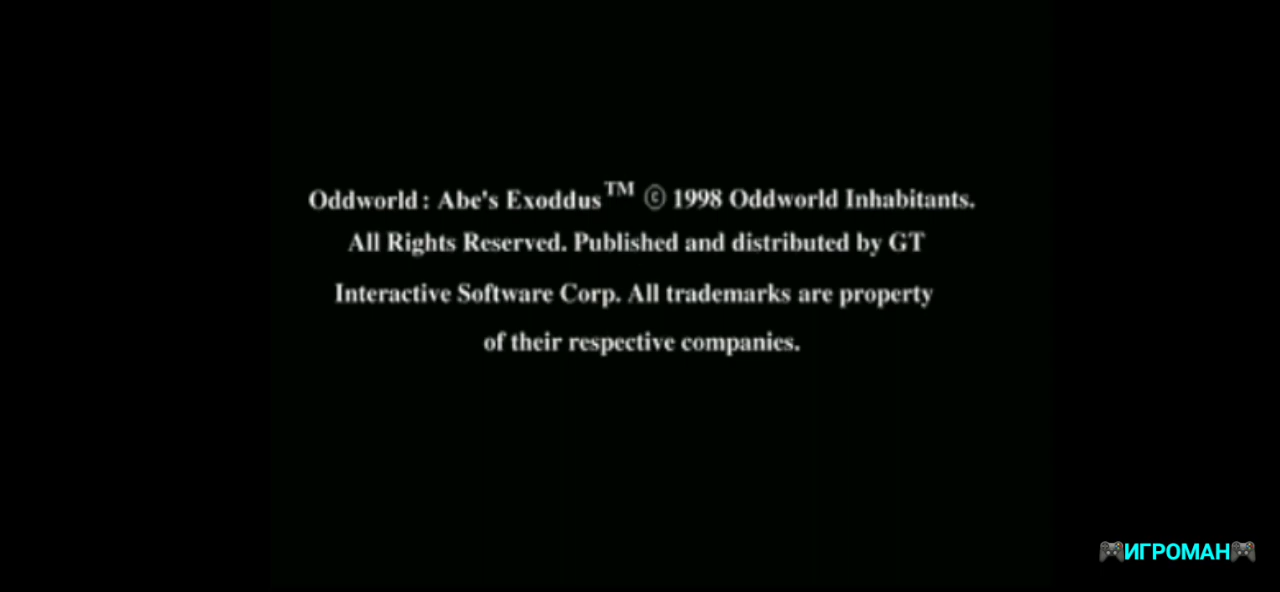 Oddworld: Abe's Exoddus™ © 1998 Oddworld Inhabitants.
All Rights Reserved. Published and distributed by GT
Interactive Software Corp. All trademarks are property
of their respective companies.
🎮ИГРОМАН🎮